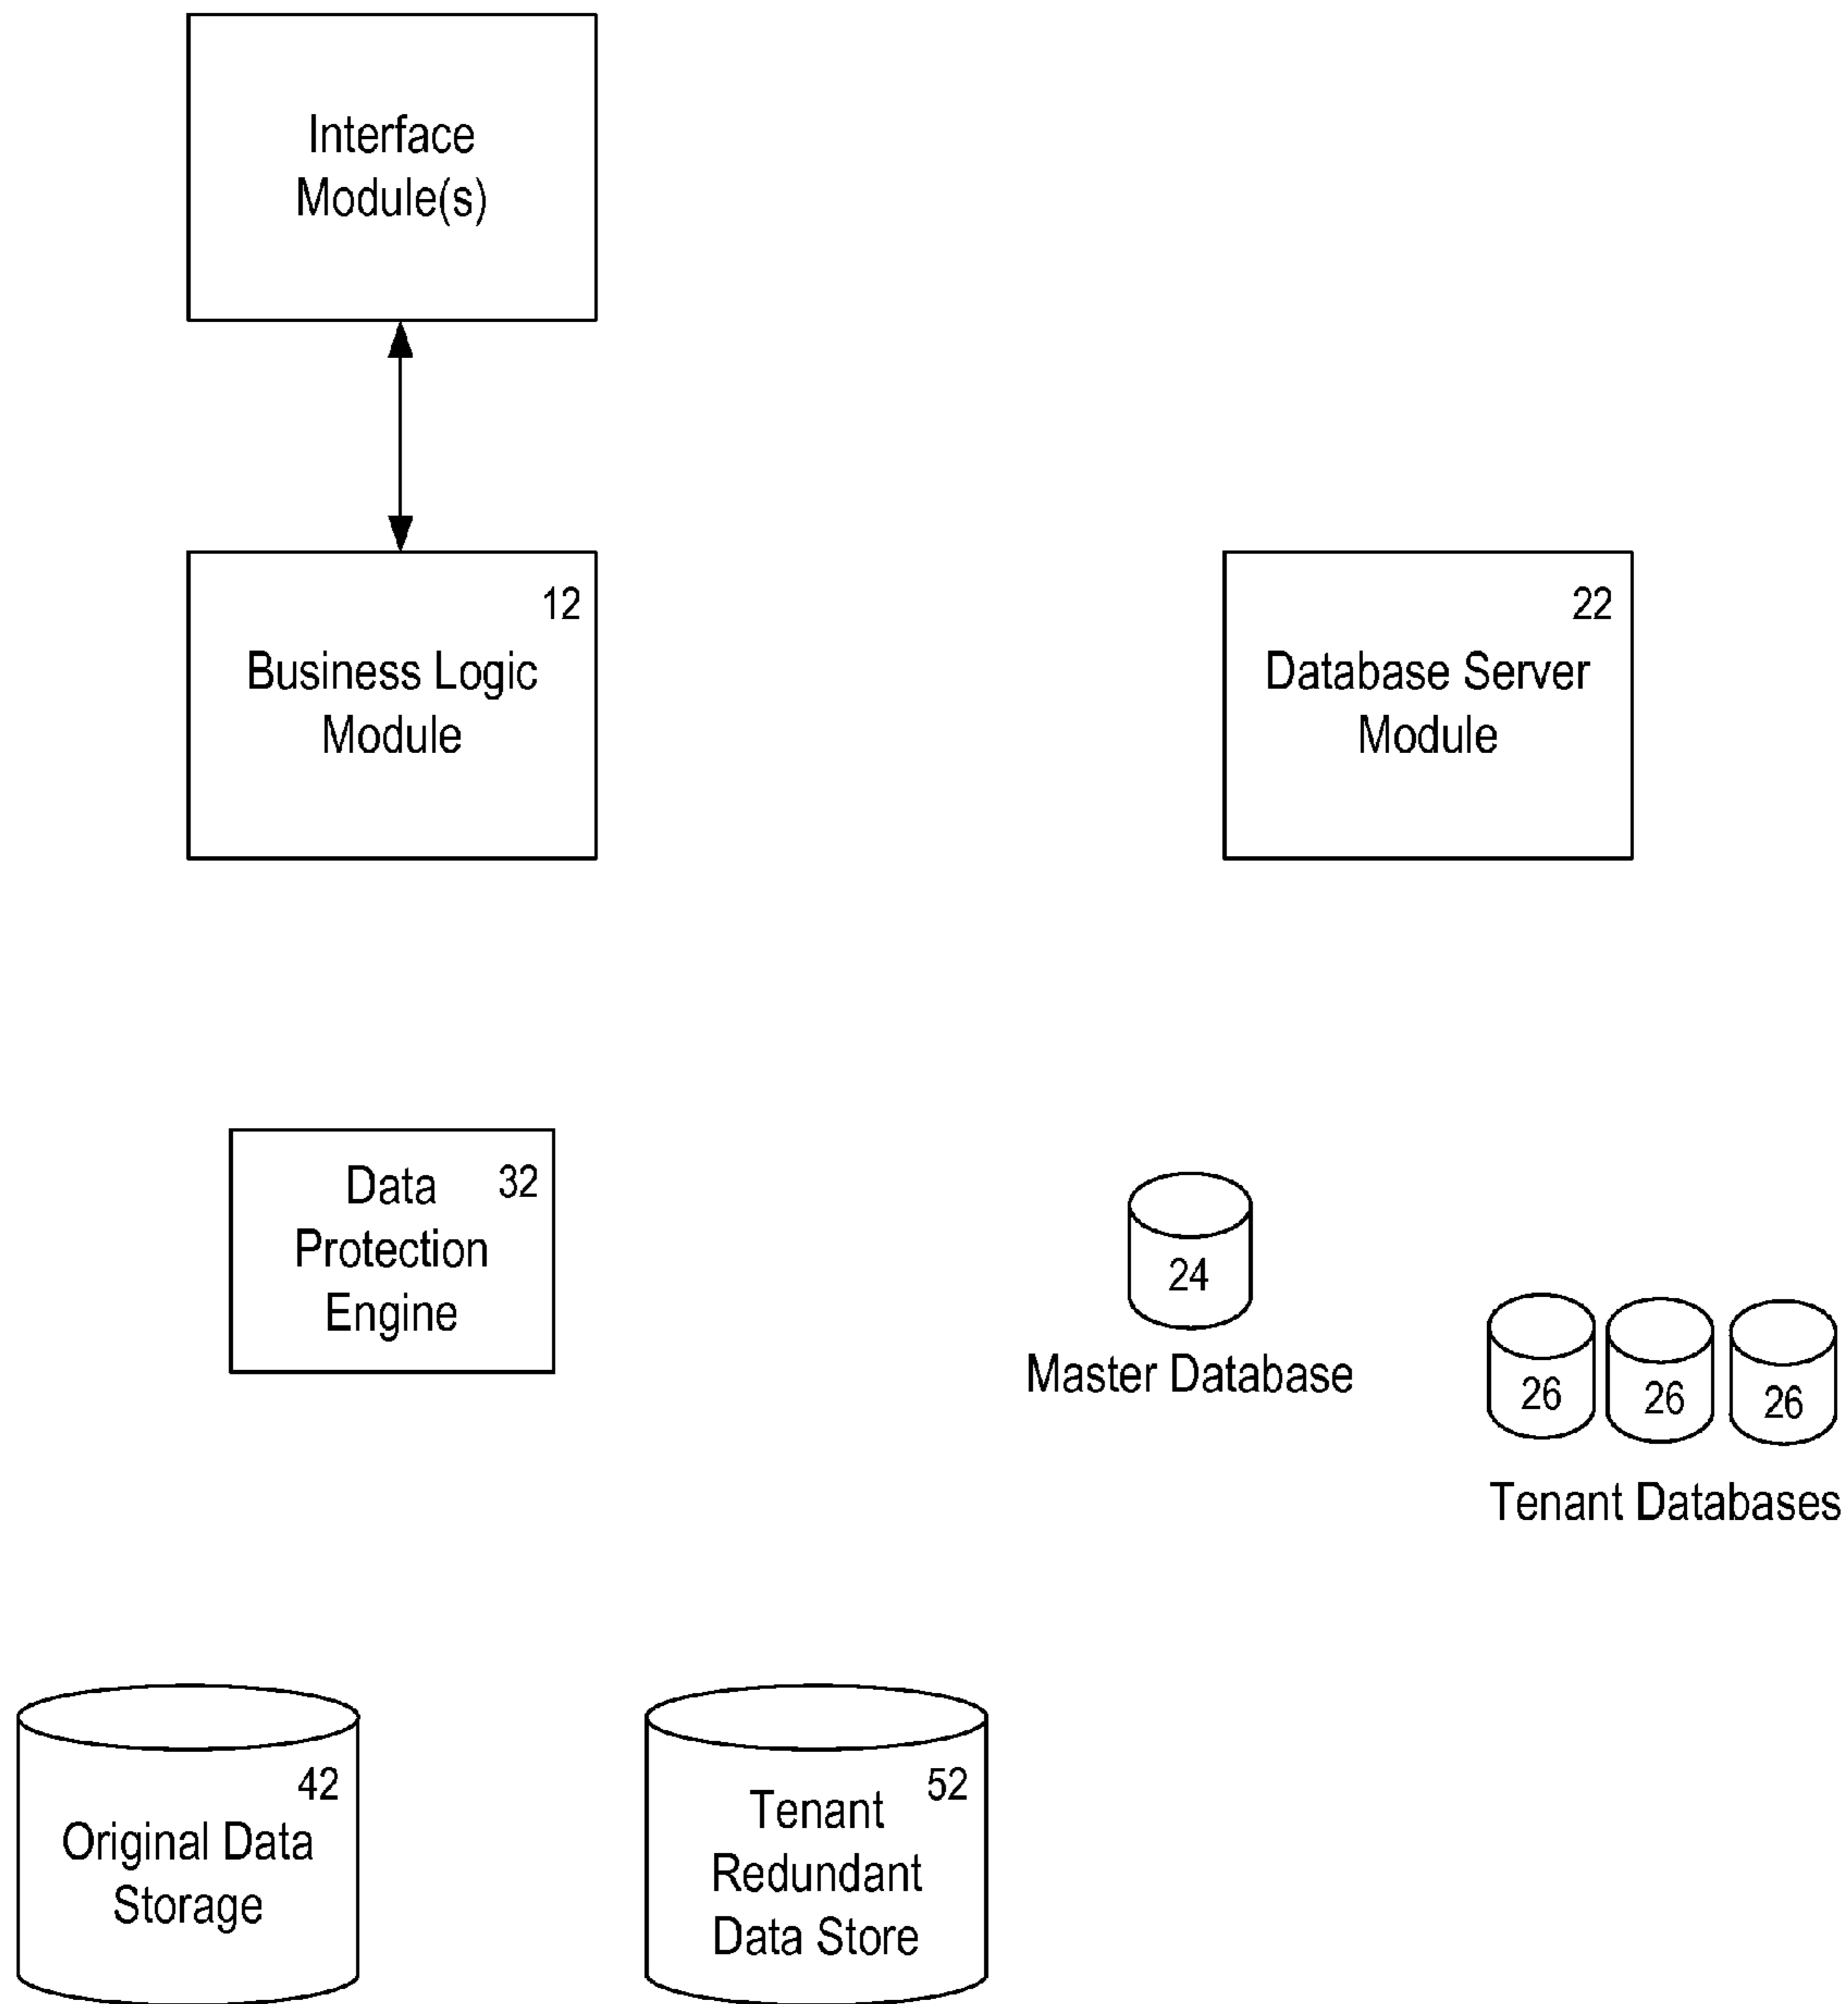 Interface
Module(s)
12
Business Logic
Module
22
Database Server
Module
32
Data
Protection
Engine
24
Master Database
26
26
26
Tenant Databases
42
Original Data
Storage
52
Tenant
Redundant
Data Store